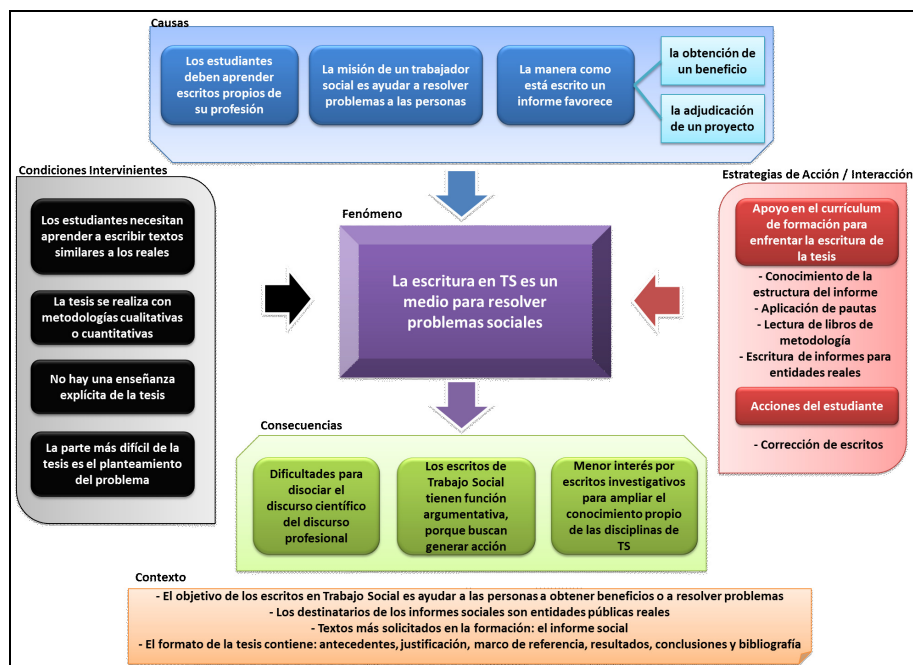 Causas
Los estudiantes
deben aprender
escritos propios de
su profesión
La misión de un trabajador
social es ayudar a resolver
problemas a las personas
La manera como
está escrito un
informe favorece
la obtención de
un beneficio
la adjudicación
de un proyecto
Condiciones Intervinientes
Los estudiantes necesitan
aprender a escribir textos
similares a los reales
La tesis se realiza con
metodologías cualitativas
o cuantitativas
No hay una enseñanza
explícita de la tesis
La parte más difícil de la
tesis es el planteamiento
del problema
Fenómeno
La escritura en TS es un
medio para resolver
problemas sociales
Estrategias de Acción / Interacción
Apoyo en el currículum
de formación para
enfrentar la escritura de
la tesis
- Conocimiento de la
estructura del informe
- Aplicación de pautas
- Lectura de libros de
metodología
- Escritura de informes para
entidades reales
Acciones del estudiante
- Corrección de escritos
Consecuencias
Dificultades para
disociar el
discurso científico
del discurso
profesional
Los escritos de
Trabajo Social
tienen función
argumentativa,
porque buscan
generar acción
Menor interés por
escritos investigativos
para ampliar el
conocimiento propio
de las disciplinas de
TS
Contexto
- El objetivo de los escritos en Trabajo Social es ayudar a las personas a obtener beneficios o a resolver problemas
- Los destinatarios de los informes sociales son entidades públicas reales
- Textos más solicitados en la formación: el informe social
- El formato de la tesis contiene: antecedentes, justificación, marco de referencia, resultados, conclusiones y bibliografía